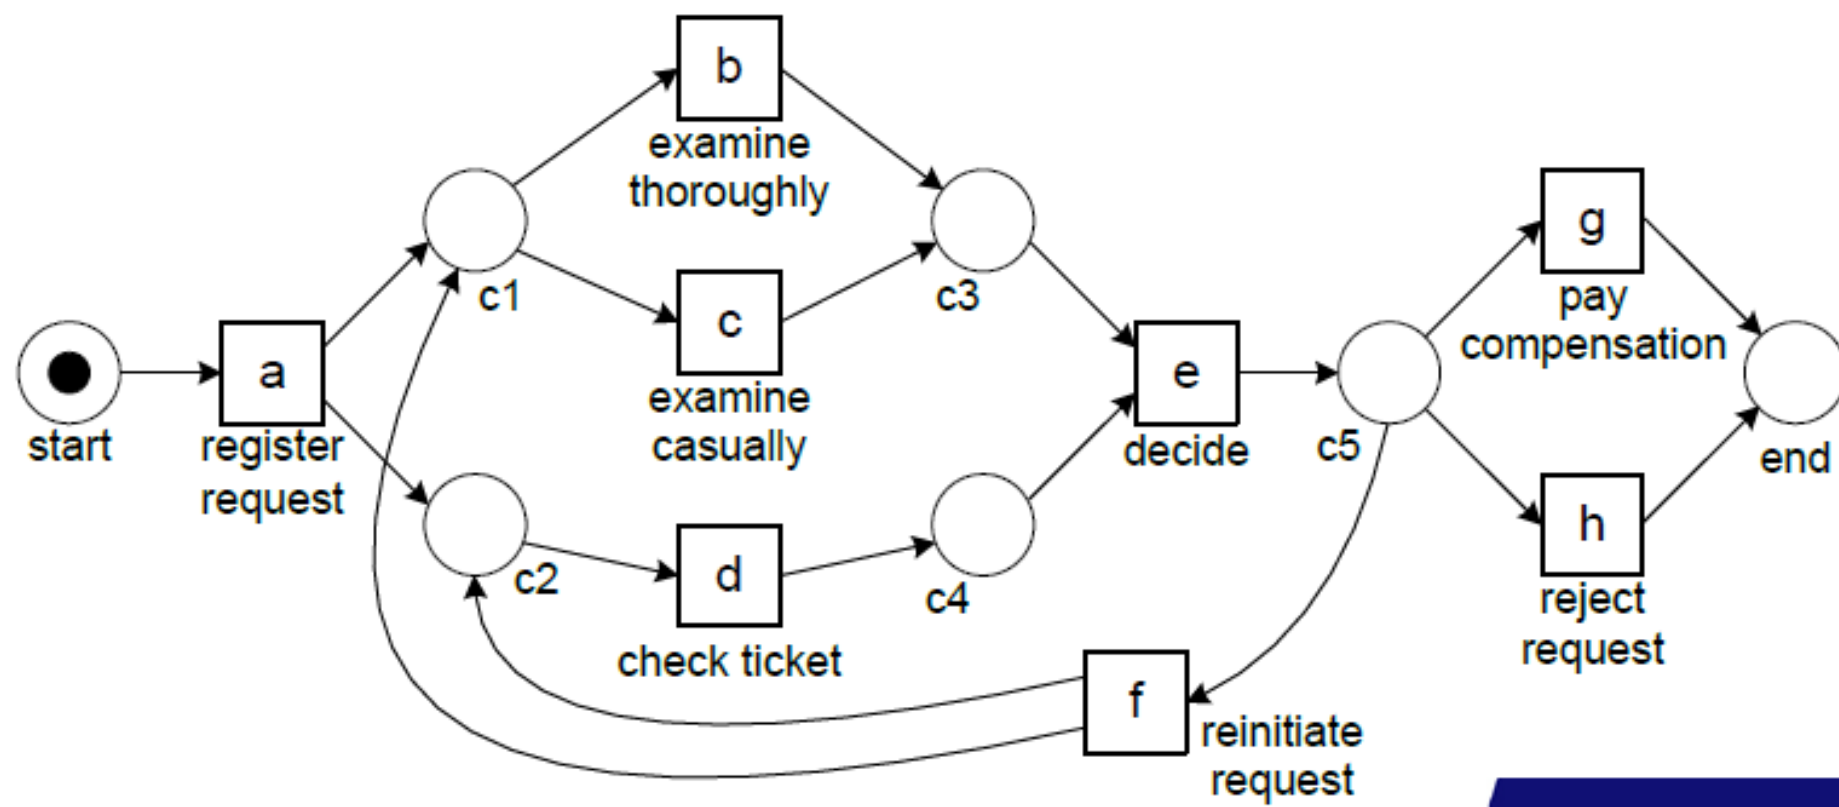 b
examine
thoroughly
c1
c
examine
casually
c3
start
a
register
request
c2
d
check ticket
c4
e
decide
c5
f
reinitiate
request
g
pay
compensation
h
reject
request
end